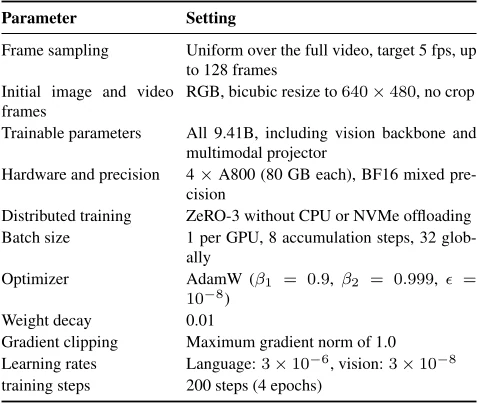 Parameter Setting
Frame sampling Uniform over the full video, target 5 fps, up
to 128 frames
Initial image and video RGB, bicubic resize to 640 × 480, no crop
frames
Trainable parameters All 9.41B, including vision backbone and
multimodal projector
Hardware and precision 4 × A800 (80 GB each), BF16 mixed pre-
cision
Distributed training ZeRO-3 without CPU or NVMe offloading
Batch size 1 per GPU, 8 accumulation steps, 32 glob-
ally
Optimizer AdamW (β₁ = 0.9, β₂ = 0.999, ϵ =
10⁻⁸)
Weight decay 0.01
Gradient clipping Maximum gradient norm of 1.0
Learning rates Language: 3 × 10⁻⁶, vision: 3 × 10⁻⁸
training steps 200 steps (4 epochs)